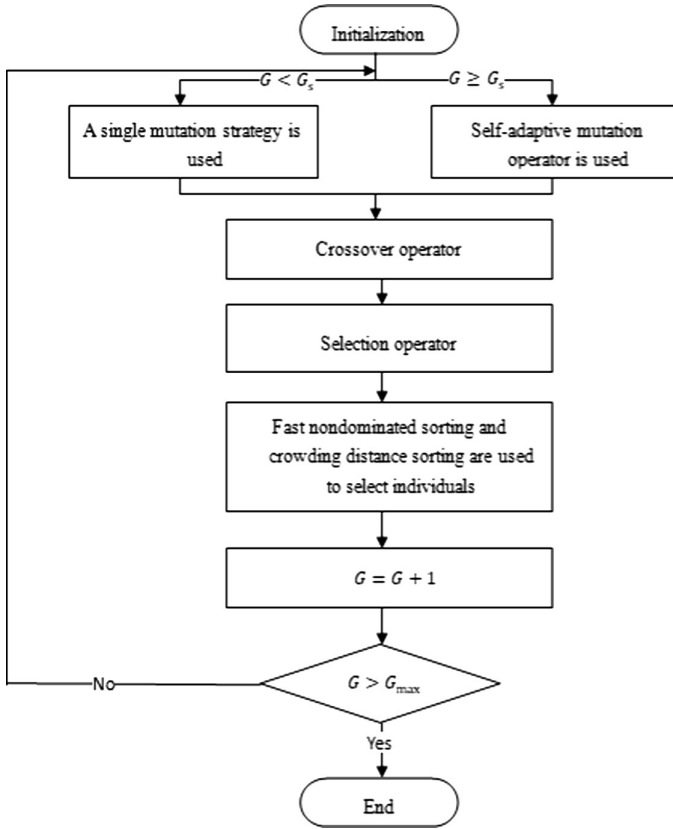 Initialization
G < Gₛ
G ≥ Gₛ
A single mutation strategy is
used
Self-adaptive mutation
operator is used
Crossover operator
Selection operator
Fast nondominated sorting and
crowding distance sorting are used
to select individuals
G = G + 1
G > Gmax
No
Yes
End